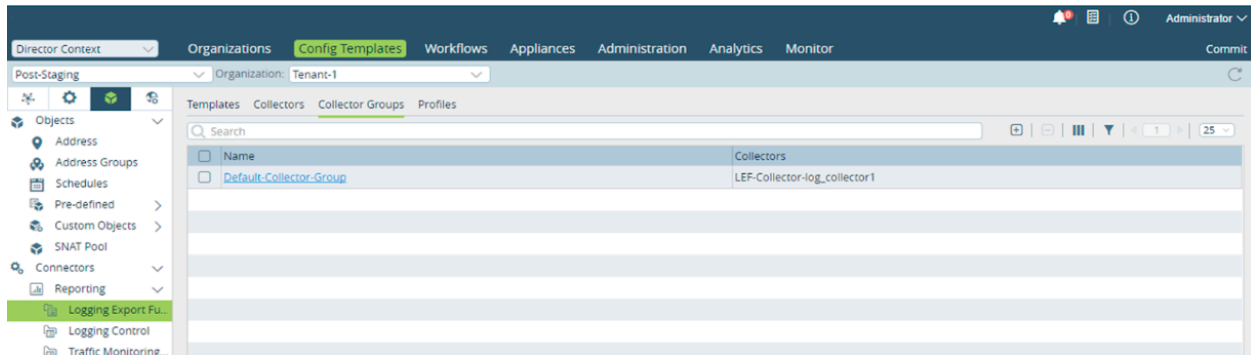 Administrator
Director Context
Organizations Config Templates Workflows Appliances Administration Analytics Monitor Commit
Post-Staging Organization: Tenant-1
Templates Collectors Collector Groups Profiles
Objects
Search 1 25
Address
Name Collectors
Address Groups
Default-Collector-Group LEF-Collector-log_collector1
Schedules
Pre-defined
Custom Objects
SNAT Pool
Connectors
Reporting
Logging Export Fu..
Logging Control
Traffic Monitoring...